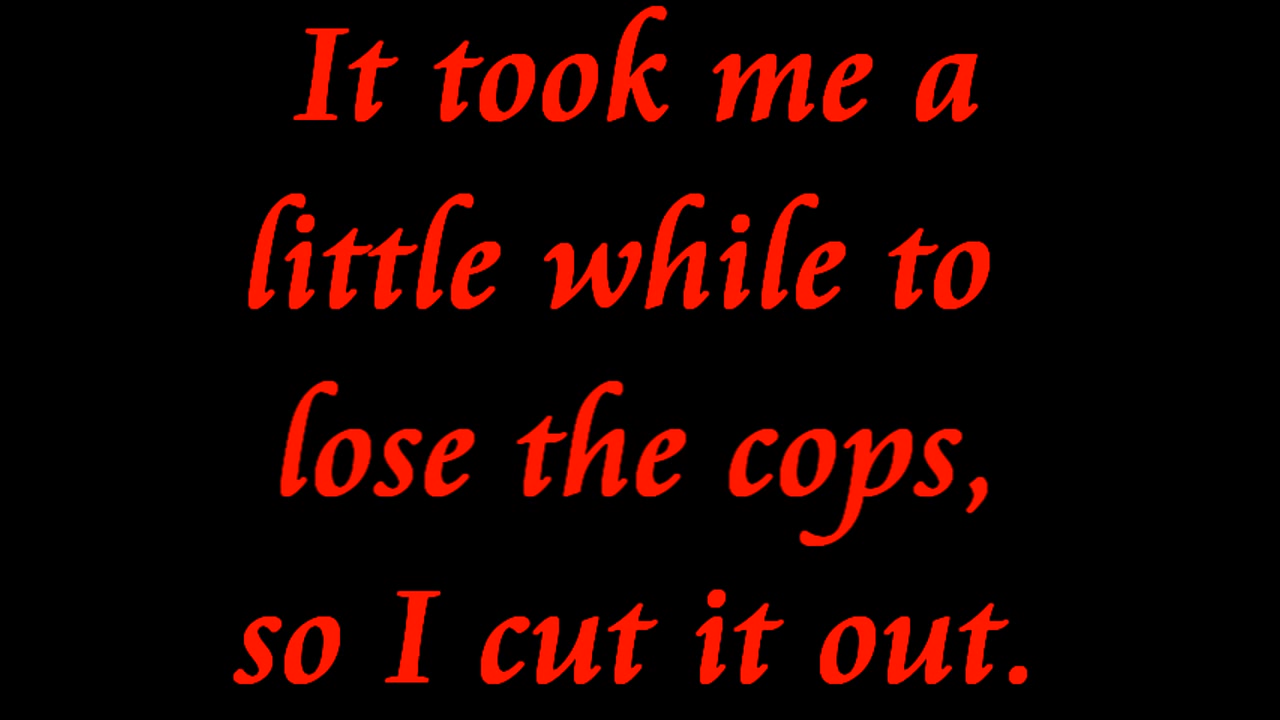 It took me a
little while to
lose the cops,
so I cut it out.